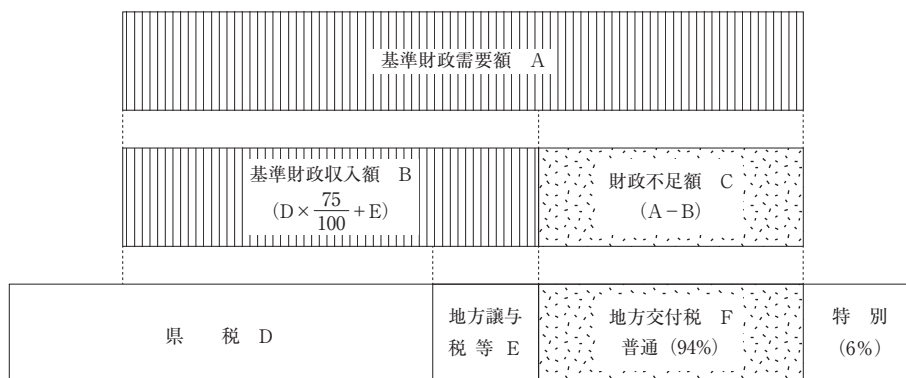 基準財政需要額 A
基準財政収入額 B
(D×75/100+E)
財政不足額 C
(A−B)
県 税 D
地方譲与
税 等 E
地方交付税 F
普通(94%)
特 別
(6%)